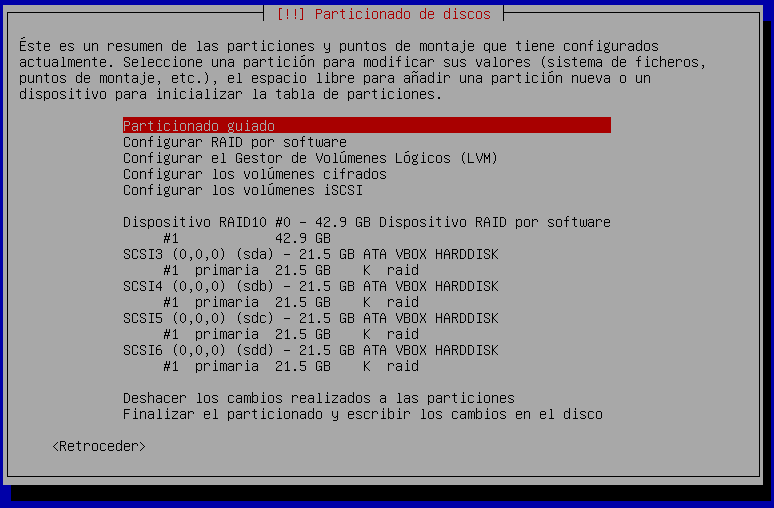 [!!] Particionado de discos
Éste es un resumen de las particiones y puntos de montaje que tiene configurados
actualmente. Seleccione una partición para modificar sus valores (sistema de ficheros,
puntos de montaje, etc.), el espacio libre para añadir una partición nueva o un
dispositivo para inicializar la tabla de particiones.
Particionado guiado
Configurar RAID por software
Configurar el Gestor de Volúmenes Lógicos (LVM)
Configurar los volúmenes cifrados
Configurar los volúmenes iSCSI
Dispositivo RAID10 #0 – 42.9 GB Dispositivo RAID por software
#1 42.9 GB
SCSI3 (0,0,0) (sda) – 21.5 GB ATA VBOX HARDDISK
#1 primaria 21.5 GB K raid
SCSI4 (0,0,0) (sdb) – 21.5 GB ATA VBOX HARDDISK
#1 primaria 21.5 GB K raid
SCSI5 (0,0,0) (sdc) – 21.5 GB ATA VBOX HARDDISK
#1 primaria 21.5 GB K raid
SCSI6 (0,0,0) (sdd) – 21.5 GB ATA VBOX HARDDISK
#1 primaria 21.5 GB K raid
Deshacer los cambios realizados a las particiones
Finalizar el particionado y escribir los cambios en el disco
<Retroceder>